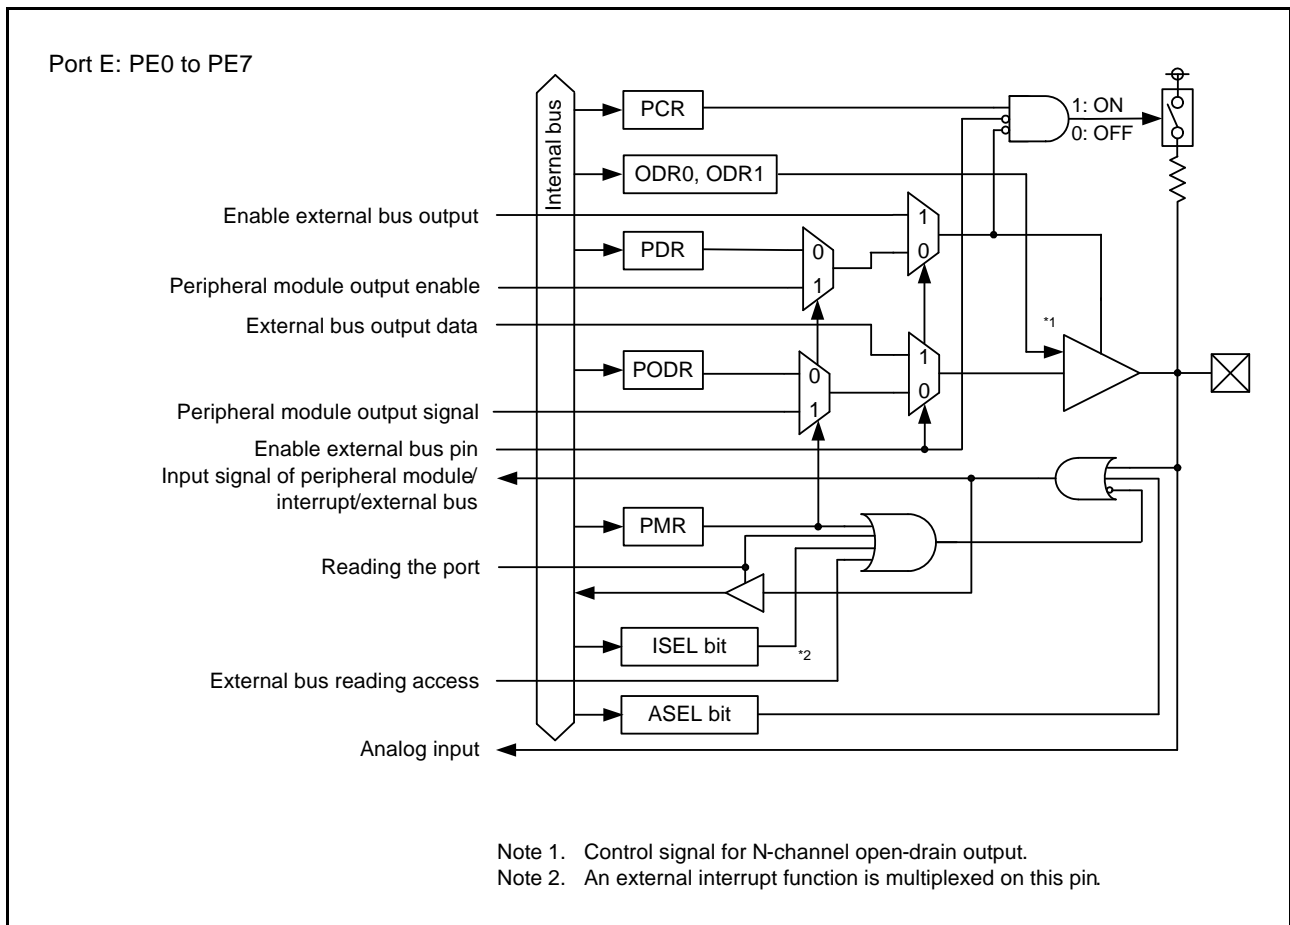 Port E: PE0 to PE7
Internal bus
PCR
1: ON
0: OFF
ODR0, ODR1
Enable external bus output
1
0
PDR
0
1
Peripheral module output enable
External bus output data
*1
1
0
PODR
0
1
Peripheral module output signal
Enable external bus pin
Input signal of peripheral module/
interrupt/external bus
PMR
Reading the port
ISEL bit
*2
External bus reading access
ASEL bit
Analog input
Note 1. Control signal for N-channel open-drain output.
Note 2. An external interrupt function is multiplexed on this pin.